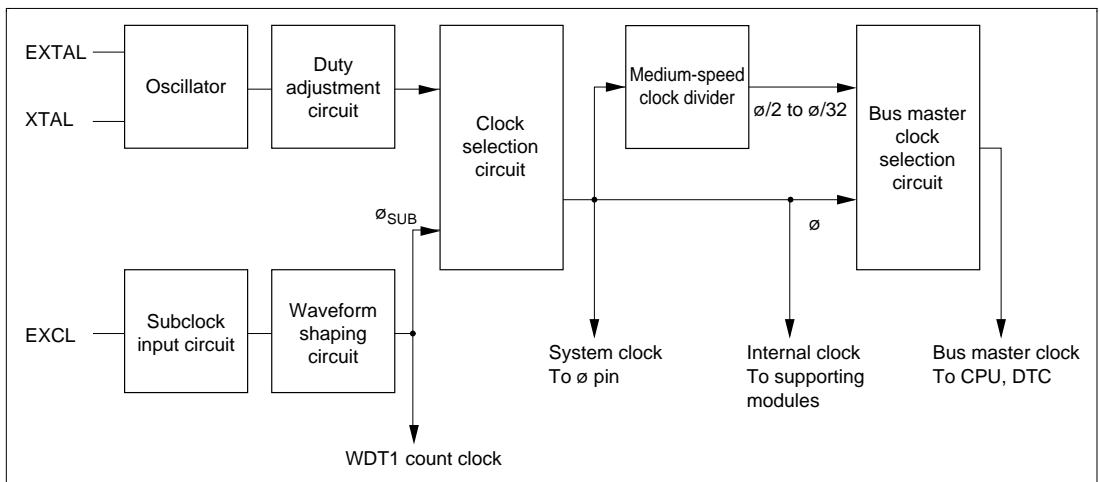 EXTAL
XTAL
Oscillator
Duty
adjustment
circuit
Clock
selection
circuit
Medium-speed
clock divider
ø/2 to ø/32
Bus master
clock
selection
circuit
øSUB
ø
EXCL
Subclock
input circuit
Waveform
shaping
circuit
System clock
To ø pin
Internal clock
To supporting
modules
Bus master clock
To CPU, DTC
WDT1 count clock